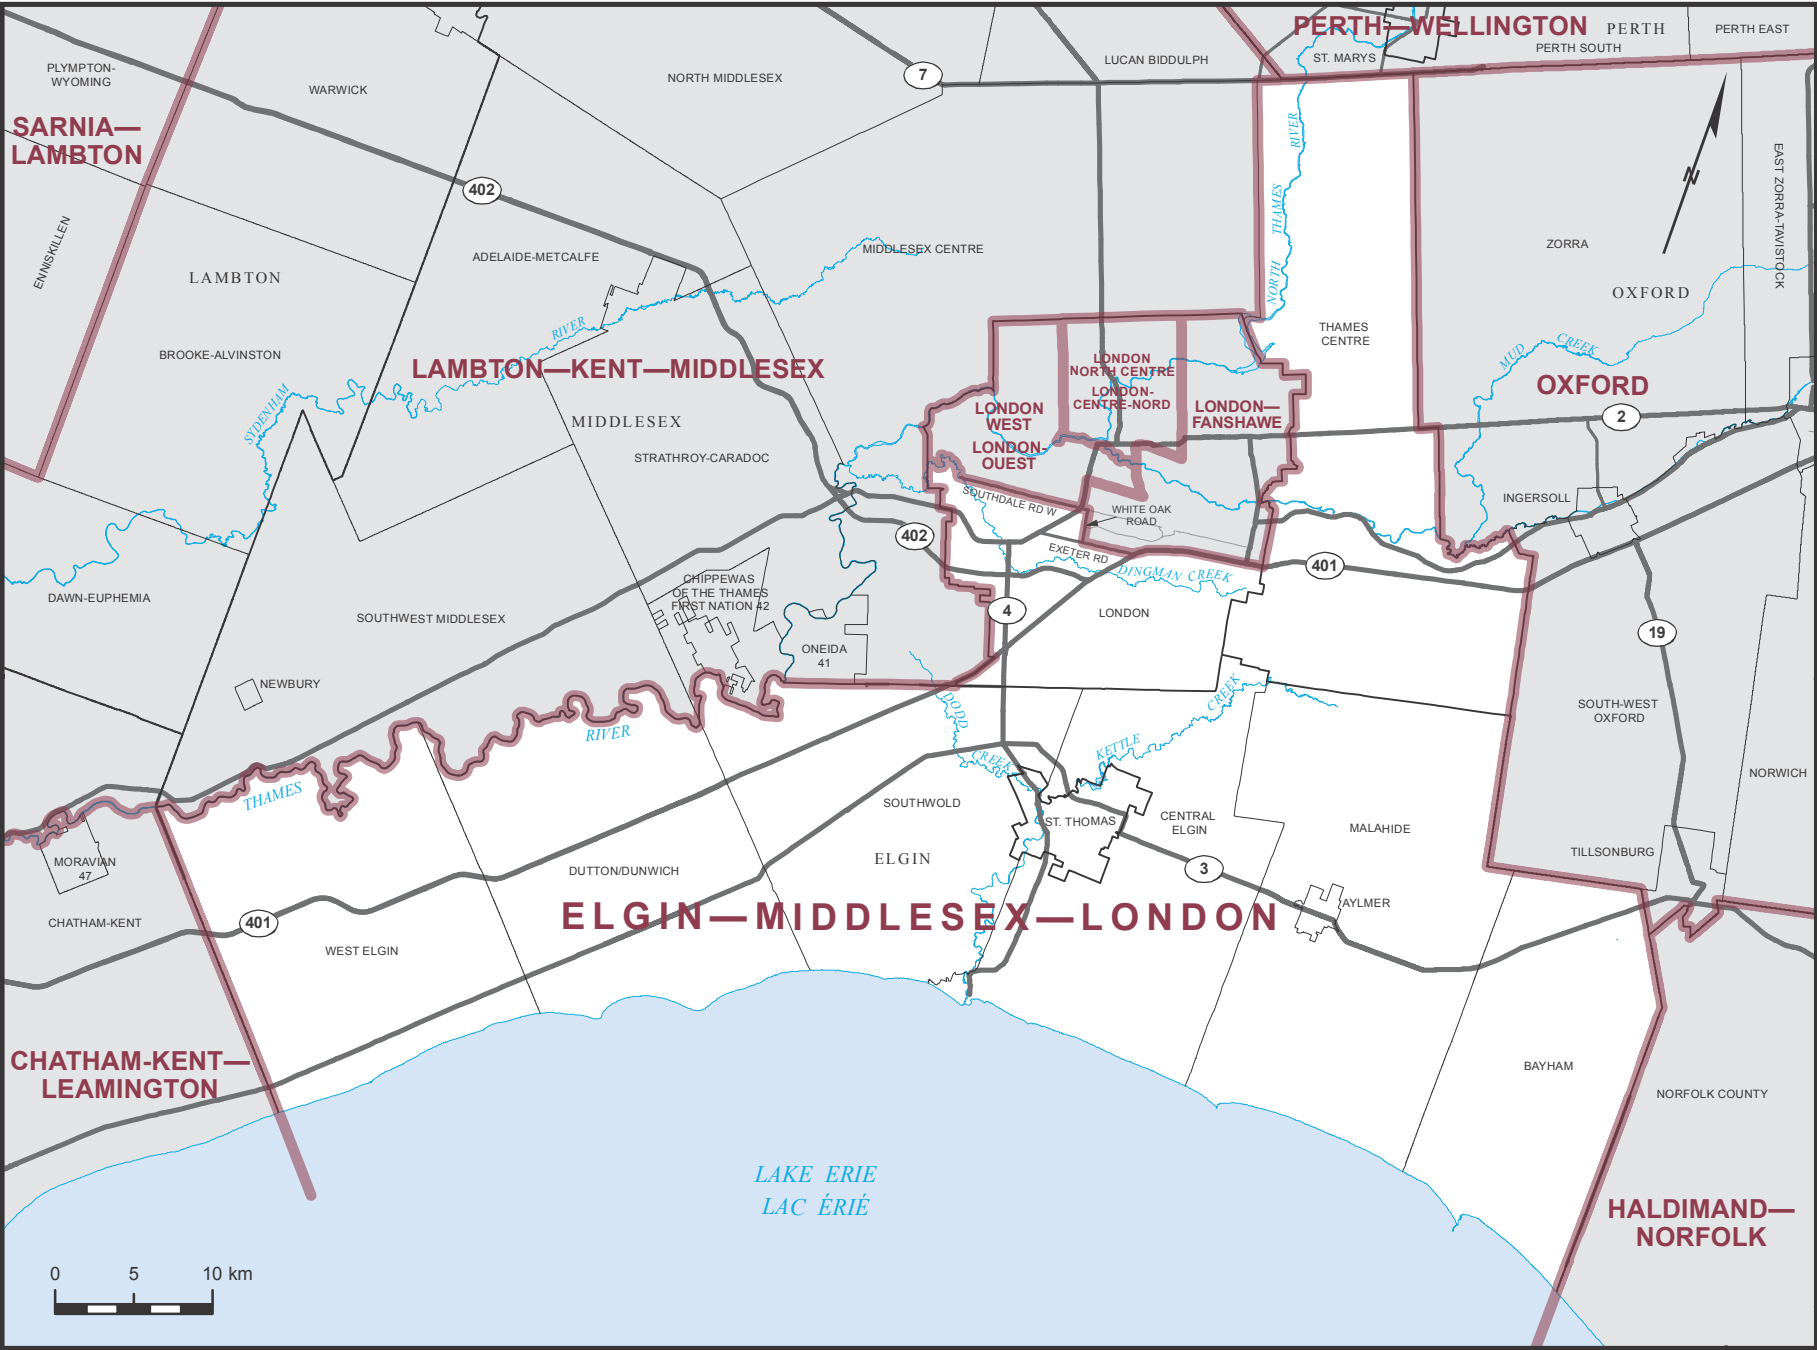 PERTH—WELLINGTON
PERTH
PERTH EAST
PERTH SOUTH
ST. MARYS
LUCAN BIDDULPH
7
NORTH MIDDLESEX
PLYMPTON-
WYOMING
WARWICK
SARNIA—
LAMBTON
402
ENNISKILLEN
LAMBTON
ADELAIDE-METCALFE
MIDDLESEX CENTRE
NORTH THAMES RIVER
ZORRA
EAST ZORRA-TAVISTOCK
N
OXFORD
THAMES
CENTRE
MUD CREEK
BROOKE-ALVINSTON
RIVER
SYDENHAM
LAMBTON—KENT—MIDDLESEX
MIDDLESEX
STRATHROY-CARADOC
LONDON
NORTH CENTRE
LONDON-
CENTRE-NORD
LONDON
WEST
LONDON-
OUEST
LONDON—
FANSHAWE
OXFORD
2
INGERSOLL
SOUTHDALE RD W
WHITE OAK
ROAD
EXETER RD
DINGMAN CREEK
402
401
4
LONDON
19
DAWN-EUPHEMIA
SOUTHWEST MIDDLESEX
CHIPPEWAS
OF THE THAMES
FIRST NATION 42
ONEIDA
41
NEWBURY
RIVER
THAMES
DODD
CREEK
KETTLE
CREEK
SOUTH-WEST
OXFORD
NORWICH
SOUTHWOLD
ST. THOMAS
CENTRAL
ELGIN
MALAHIDE
TILLSONBURG
MORAVIAN
47
CHATHAM-KENT
DUTTON/DUNWICH
ELGIN
3
AYLMER
401
WEST ELGIN
ELGIN—MIDDLESEX—LONDON
CHATHAM-KENT—
LEAMINGTON
BAYHAM
NORFOLK COUNTY
LAKE ERIE
LAC ÉRIÉ
HALDIMAND—
NORFOLK
0 5 10 km